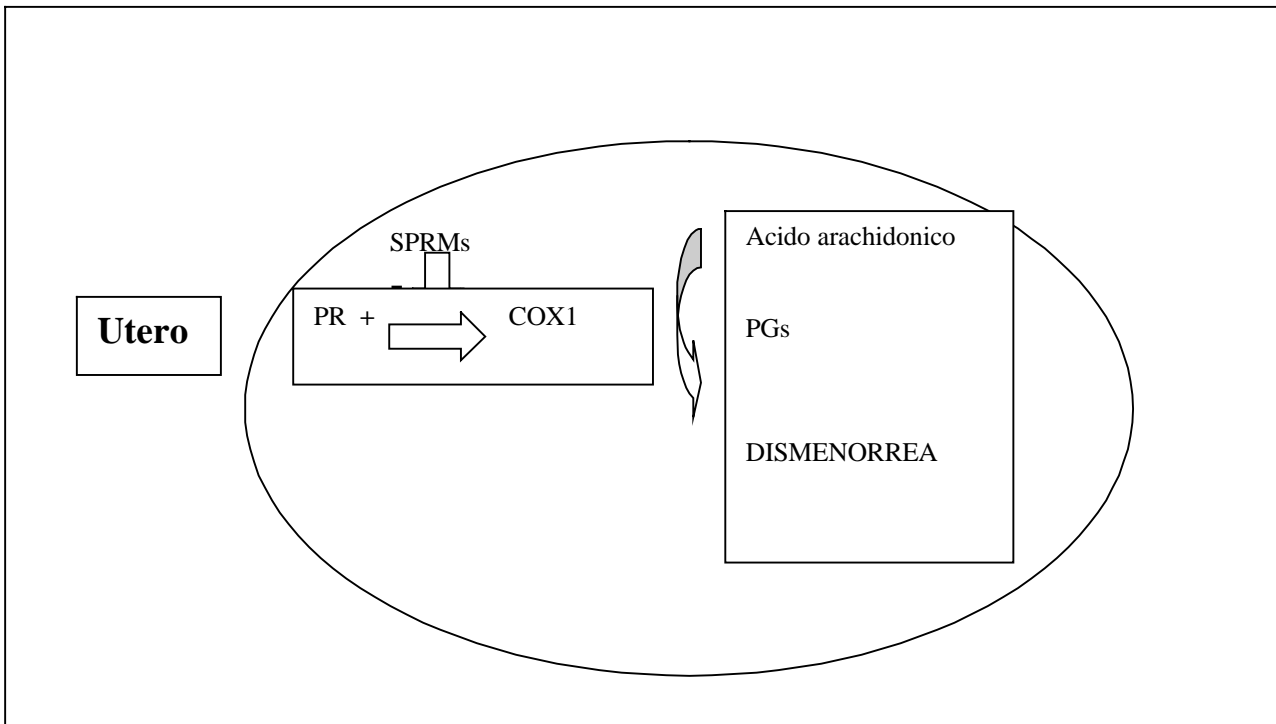 Utero
SPRMs
PR + COX1
Acido arachidonico
PGs
DISMENORREA